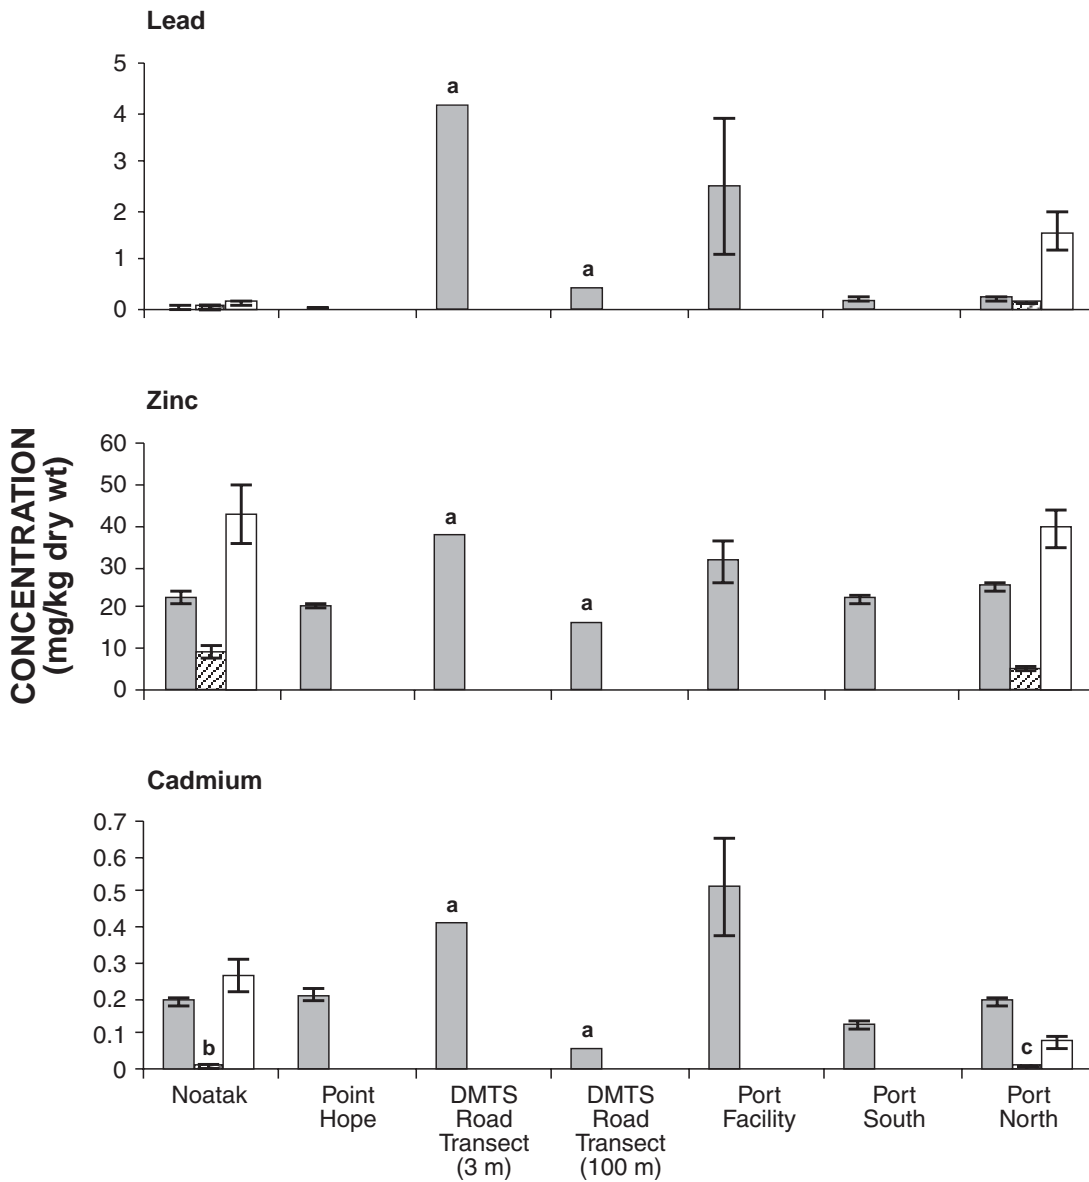 Lead
5
4
3
2
1
0
a
a
Zinc
60
50
40
30
20
10
0
a
a
CONCENTRATION
(mg/kg dry wt)
Cadmium
0.7
0.6
0.5
0.4
0.3
0.2
0.1
0
b
a
a
c
Noatak
Point
Hope
DMTS
Road
Transect
(3 m)
DMTS
Road
Transect
(100 m)
Port
Facility
Port
South
Port
North